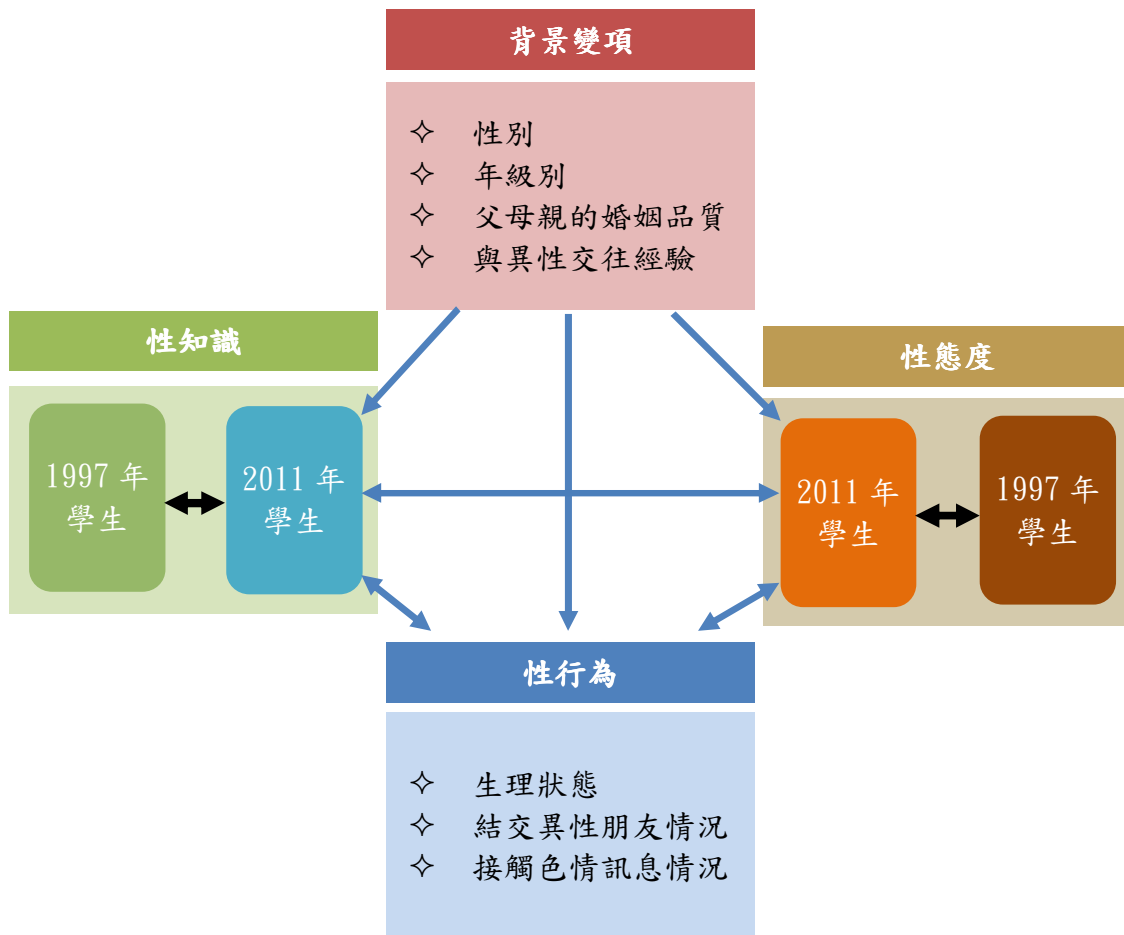 背景變項
✧ 性別
✧ 年級別
✧ 父母親的婚姻品質
✧ 與異性交往經驗
性知識
1997 年
學生
2011 年
學生
性態度
2011 年
學生
1997 年
學生
性行為
✧ 生理狀態
✧ 結交異性朋友情況
✧ 接觸色情訊息情況